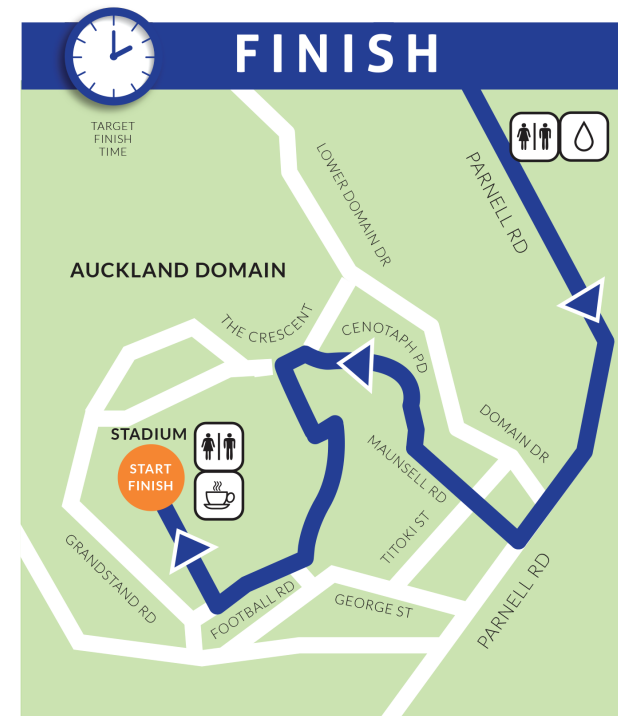 FINISH
TARGET
FINISH
TIME
PARNELL RD
LOWER DOMAIN DR
AUCKLAND DOMAIN
THE CRESCENT
CENOTAPH PD
STADIUM
START
FINISH
DOMAIN DR
MAUNSELL RD
TITOKI ST
GRANDSTAND RD
FOOTBALL RD
GEORGE ST
PARNELL RD